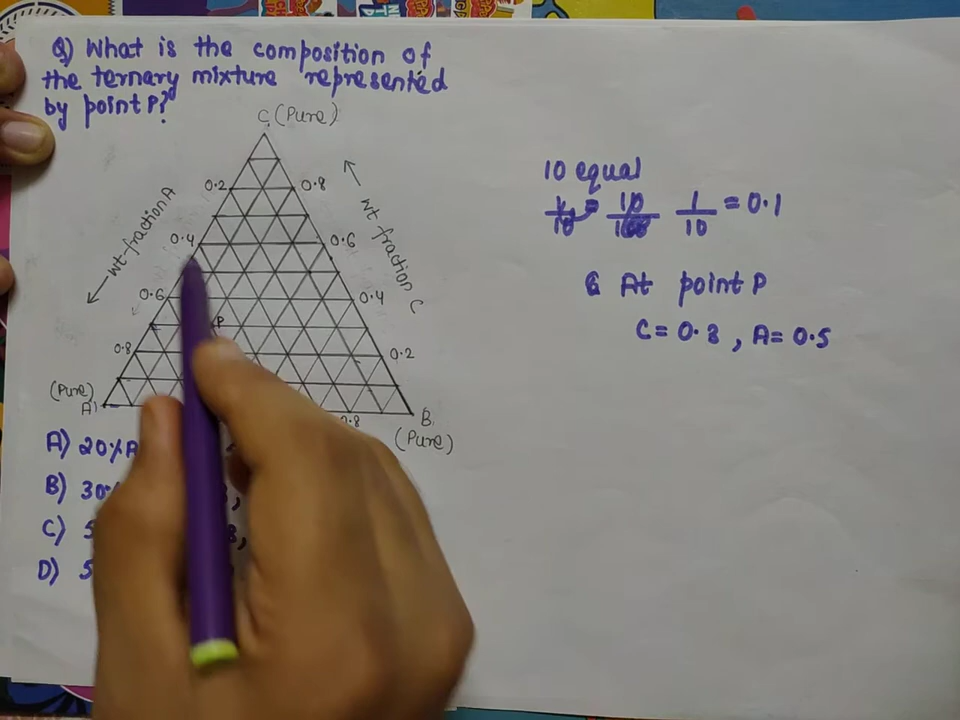 Q) What is the composition of
the ternary mixture represented
by point P?
C (Pure)
0.2 0.8
wt fraction A
wt fraction C
0.4 0.6
0.6 0.4
P
0.8 0.2
(Pure)
A
0.8
B
(Pure)
A) 20% A
B) 30%
C) 5
D) 5
10 equal
1/10 = 0.1
At point P
C = 0.3, A = 0.5